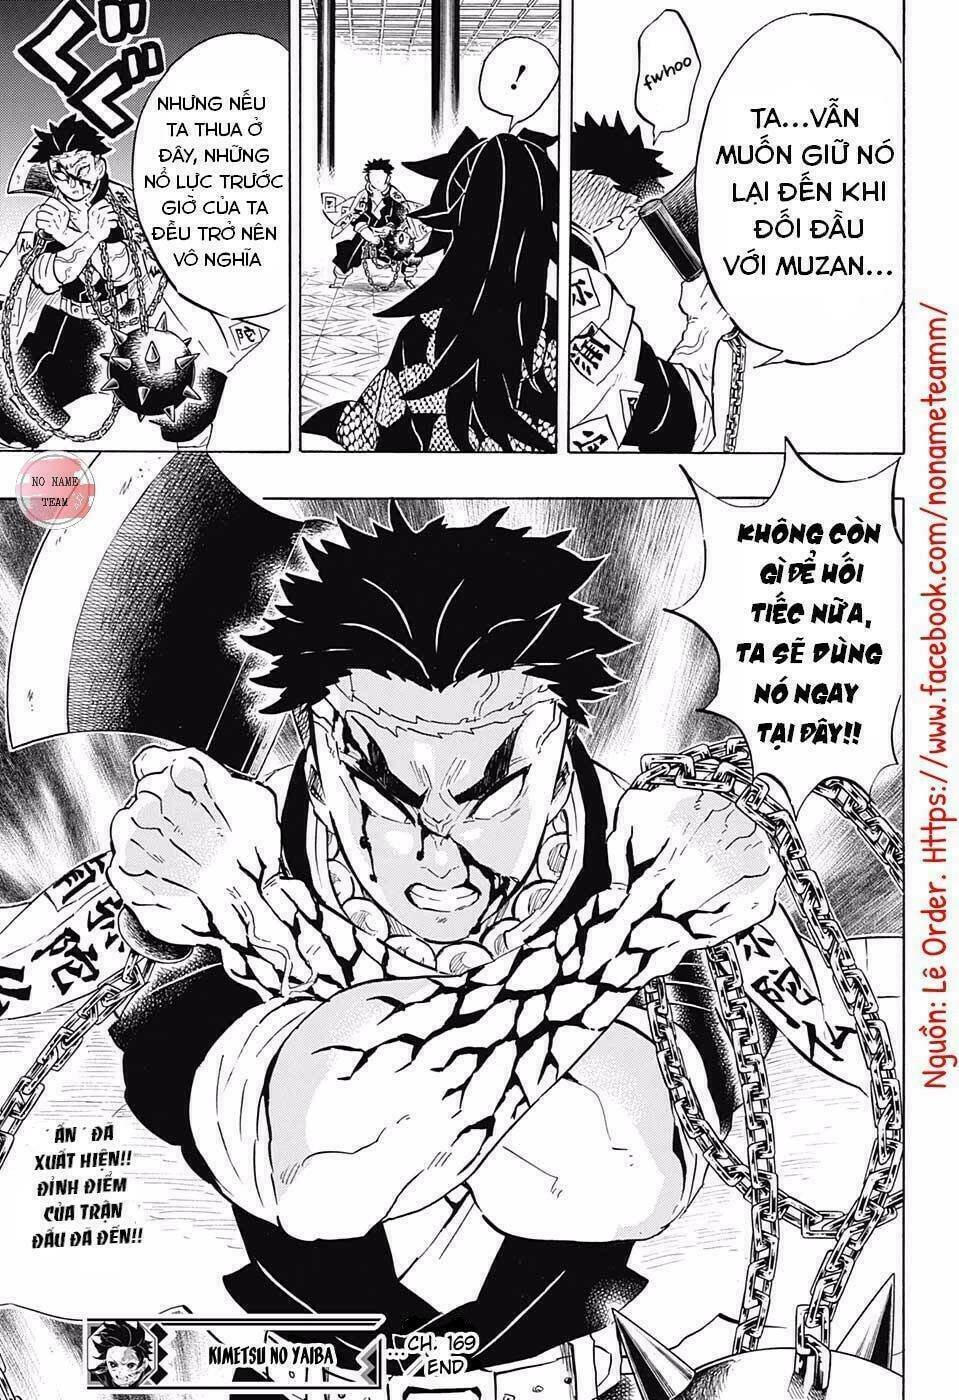 fwhoo
TA...VẪN
MUỐN GIỮ NÓ
LẠI ĐẾN KHI
ĐỐI ĐẦU
VỚI MUZAN...
!
NHƯNG NẾU
TA THUA Ở
ĐÂY, NHỮNG
NỔ LỰC TRƯỚC
GIỜ CỦA TA
ĐỀU TRỞ NÊN
VÔ NGHĨA
NO NAME
TEAM
KHÔNG CÒN
GÌ ĐỂ HỐI
TIẾC NỮA,
TA SẼ DÙNG
NÓ NGAY
TẠI ĐÂY!!
"ẤN" ĐÃ
XUẤT HIỆN!!
ĐỈNH ĐIỂM
CỦA TRẬN
ĐẤU ĐÃ ĐẾN!!
KIMETSU NO YAIBA
...CH. 169
END
Nguồn: Lê Order. Https://www.facebook.com/nonameteamm/